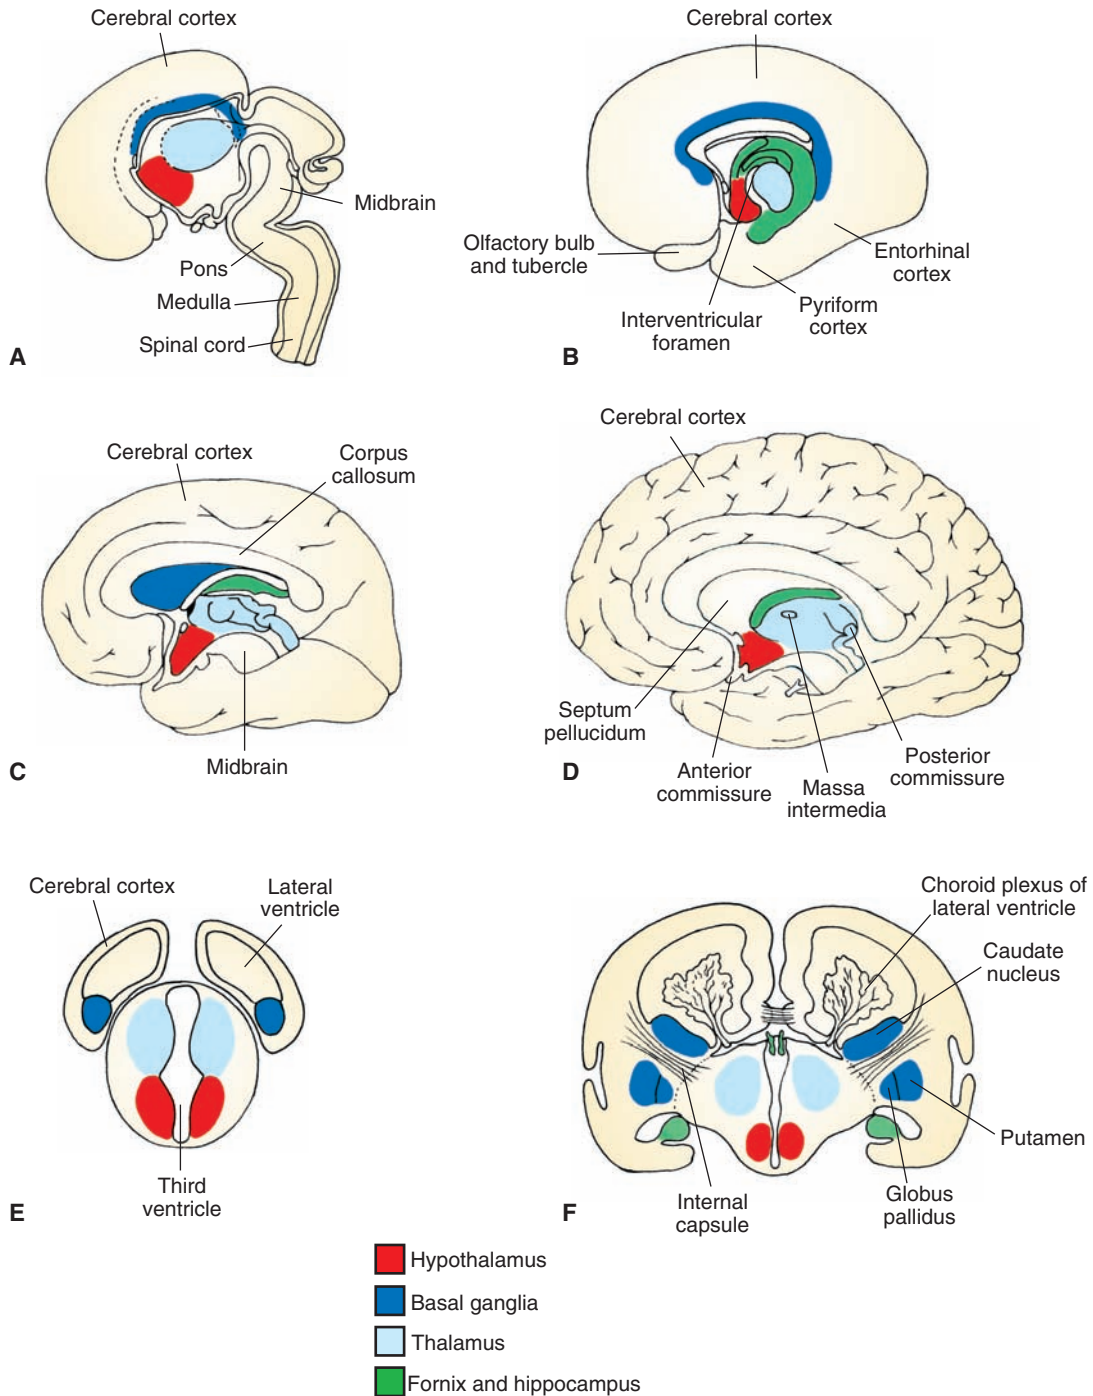 Cerebral cortex
Midbrain
Pons
Medulla
Spinal cord
A
Cerebral cortex
Olfactory bulb
and tubercle
Entorhinal
cortex
Pyriform
cortex
Interventricular
foramen
B
Cerebral cortex
Corpus
callosum
Midbrain
C
Cerebral cortex
Septum
pellucidum
Anterior
commissure
Massa
intermedia
Posterior
commissure
D
Cerebral cortex
Lateral
ventricle
Third
ventricle
E
Choroid plexus of
lateral ventricle
Caudate
nucleus
Putamen
Globus
pallidus
Internal
capsule
F
Hypothalamus
Basal ganglia
Thalamus
Fornix and hippocampus